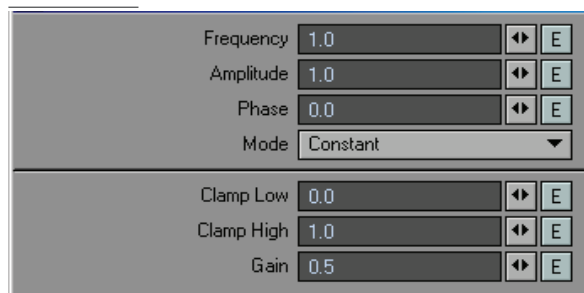 Frequency 1.0 E
Amplitude 1.0 E
Phase 0.0 E
Mode Constant
Clamp Low 0.0 E
Clamp High 1.0 E
Gain 0.5 E